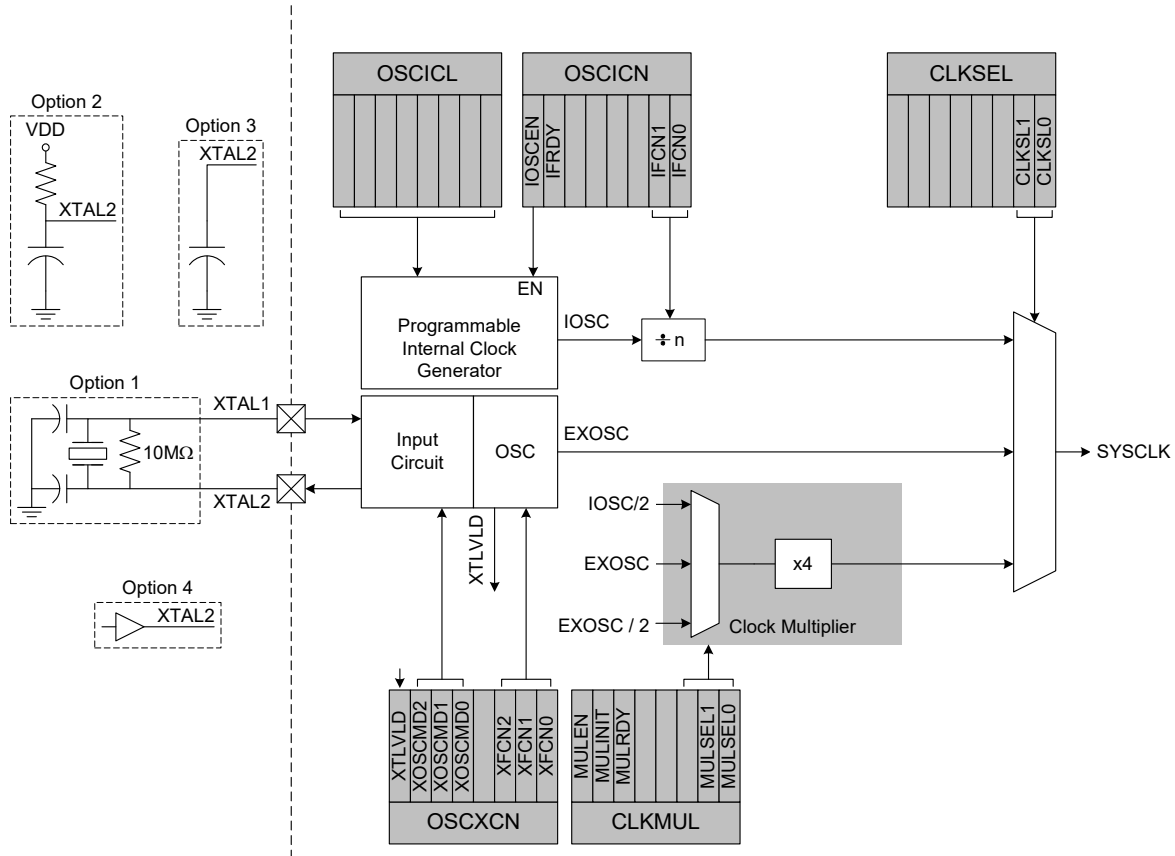 OSCICL
OSCICN
CLKSEL
Option 2
VDD
XTAL2
Option 3
XTAL2
IOSCEN
IFRDY
IFCN1
IFCN0
CLKSL1
CLKSL0
EN
Programmable
Internal Clock
Generator
IOSC
÷ n
Option 1
10MΩ
XTAL1
XTAL2
Input
Circuit
OSC
EXOSC
SYSCLK
XTLVLD
IOSC/2
EXOSC
EXOSC / 2
x4
Clock Multiplier
Option 4
XTAL2
XTLVLD
XOSCMD2
XOSCMD1
XOSCMD0
XFCN2
XFCN1
XFCN0
OSCXCN
MULEN
MULINIT
MULRDY
MULSEL1
MULSEL0
CLKMUL